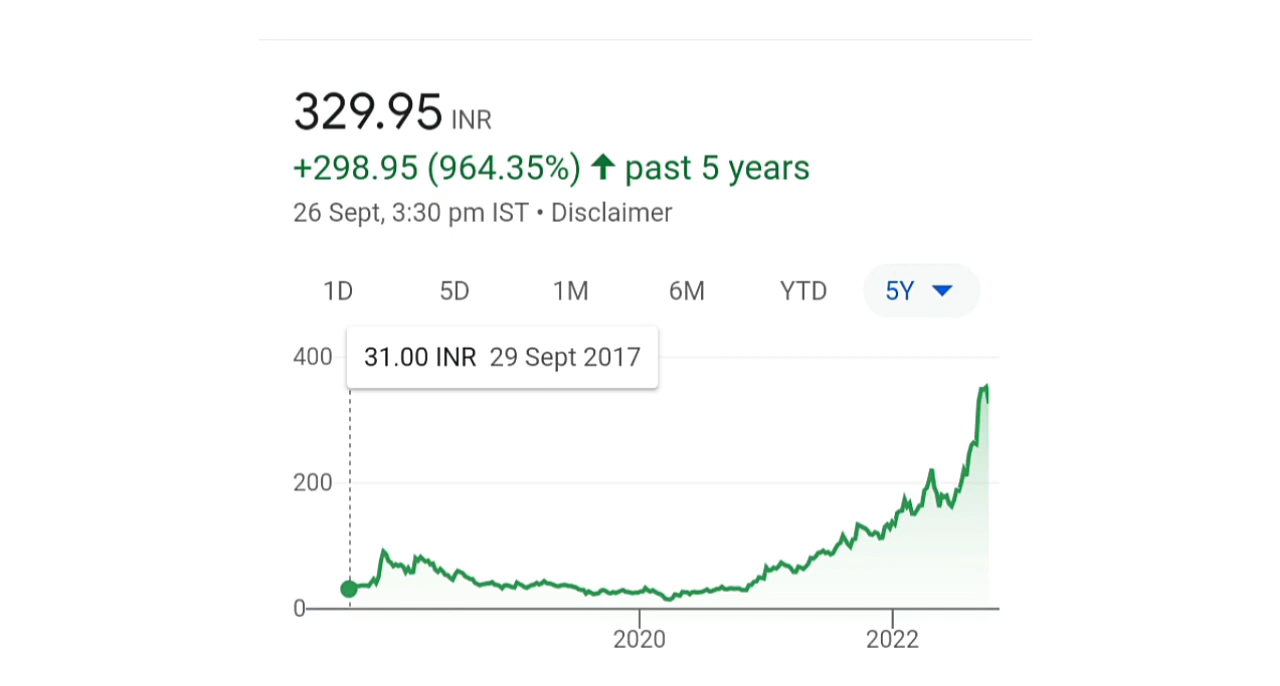 329.95 INR
+298.95 (964.35%) ↑ past 5 years
26 Sept, 3:30 pm IST • Disclaimer
1D 5D 1M 6M YTD 5Y
400
31.00 INR 29 Sept 2017
200
0
2020 2022